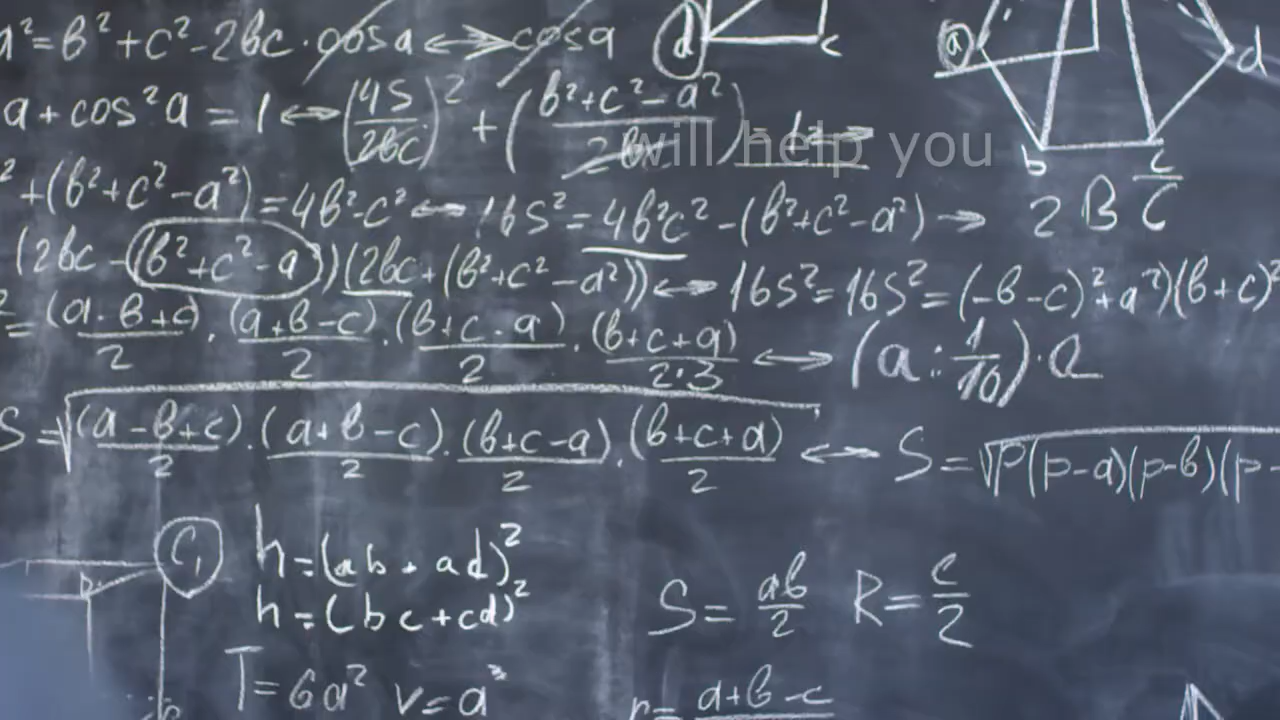 a²=b²+c²-2bc·cosa⟷cosa
d
c
a
d
a+cos²a=1⟷(4S/2bc)²+(b²+c²-a²/2bc)
will help you
b
c
²+(b²+c²-a²)=4b²-c²⟷16S²=4b²c²-(b²+c²-a²)→
2BC
(2bc-(b²+c²-a))(2bc+(b²+c²-a²))⟷16S²=16S²=(-b-c)²+a²)(b+c)²
²=(a·b+c)/2·(a+b-c)/2·(b+c·a)/2·(b+c+a)/2·3⟷(a:1/10)·
S=√(a-b+c)/2·(a+b-c)/2·(b+c-a)/2·(b+c+a)/2⟷S=√P(p-a)(p-b)(p-
C₁
h=(ab+ad)²
h=(bc+cd)²
S=ab/2 R=c/2
T=6a² v=a³
r=a+b-c